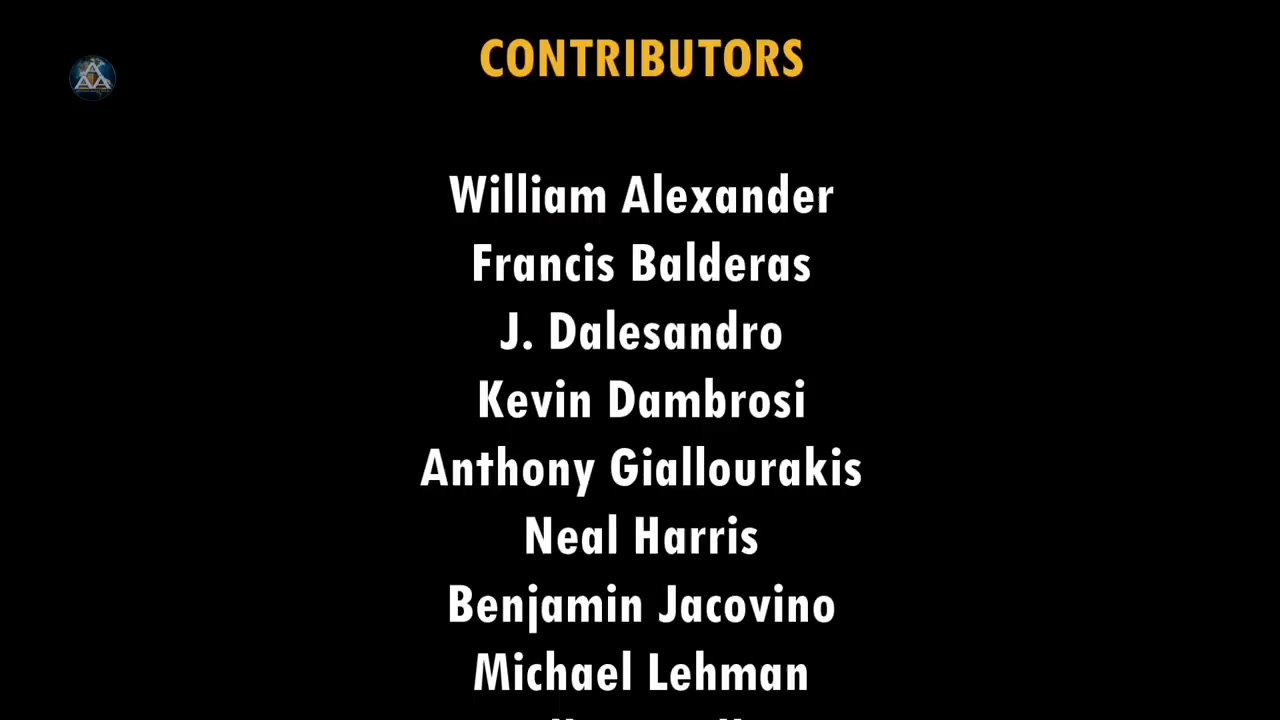 CONTRIBUTORS
William Alexander
Francis Balderas
J. Dalesandro
Kevin Dambrosi
Anthony Giallourakis
Neal Harris
Benjamin Jacovino
Michael Lehman